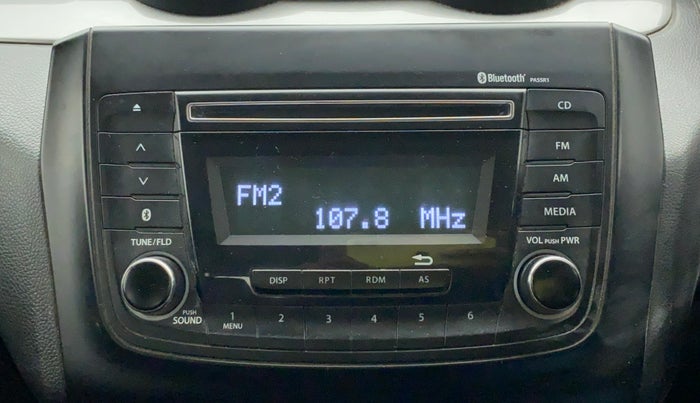 Bluetooth PASSR1
CD
FM
AM
MEDIA
FM2
107.8 MHz
TUNE/FLD
VOL PUSH PWR
DISP RPT RDM AS
PUSH
SOUND
1 2 3 4 5 6
MENU